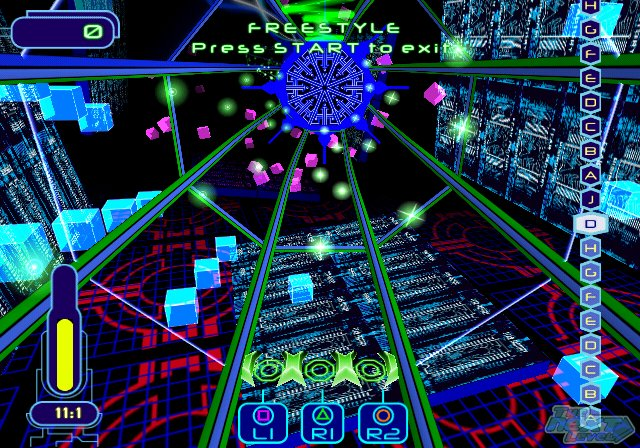 0
FREESTYLE
Press START to exit
H
G
F
E
D
C
B
A
J
D
H
G
F
E
D
C
B
11:1
L1
R1
R2